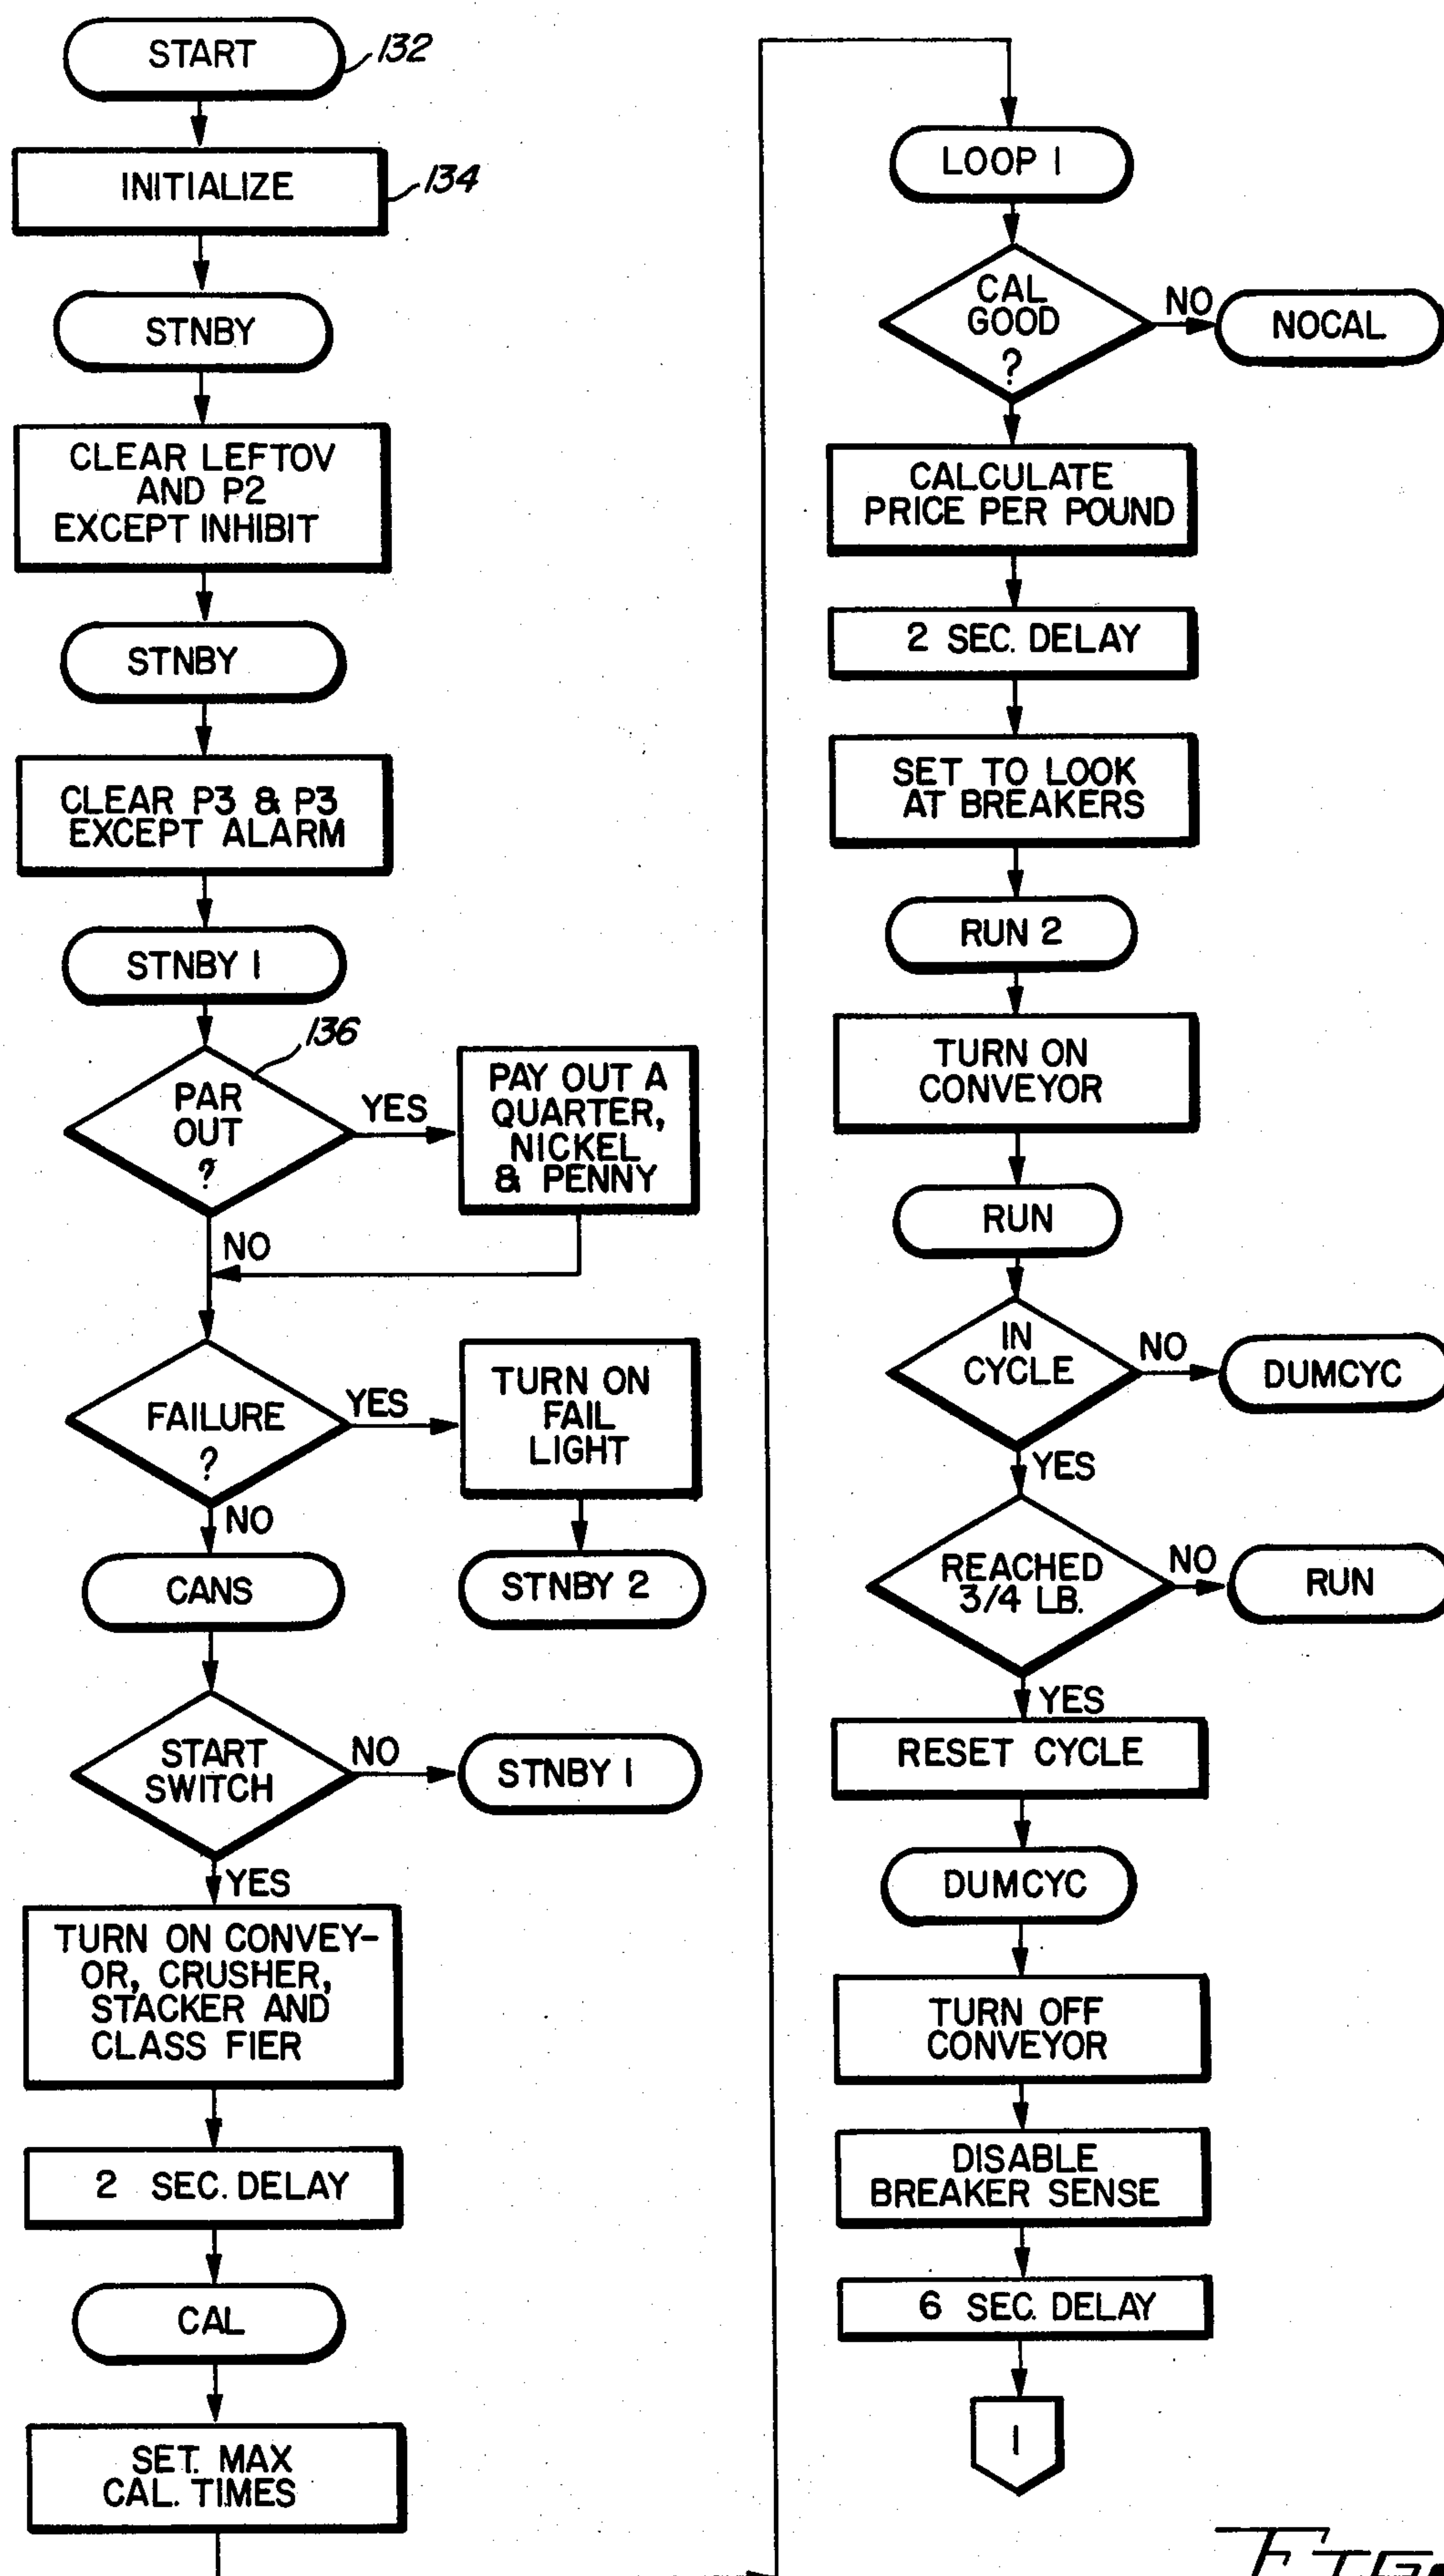 START
132
INITIALIZE
134
STNBY
CLEAR LEFTOV
AND P2
EXCEPT INHIBIT
STNBY
CLEAR P3 & P3
EXCEPT ALARM
STNBY 1
136
PAR
OUT
?
YES
PAY OUT A
QUARTER,
NICKEL
& PENNY
NO
FAILURE
?
YES
TURN ON
FAIL
LIGHT
NO
STNBY 2
CANS
START
SWITCH
NO
STNBY 1
YES
TURN ON CONVEY-
OR, CRUSHER,
STACKER AND
CLASS FIER
2 SEC. DELAY
CAL
SET. MAX
CAL. TIMES
LOOP 1
CAL
GOOD
?
NO
NOCAL
CALCULATE
PRICE PER POUND
2 SEC. DELAY
SET TO LOOK
AT BREAKERS
RUN 2
TURN ON
CONVEYOR
RUN
IN
CYCLE
NO
DUMCYC
YES
REACHED
3/4 LB.
NO
RUN
YES
RESET CYCLE
DUMCYC
TURN OFF
CONVEYOR
DISABLE
BREAKER SENSE
6 SEC. DELAY
1